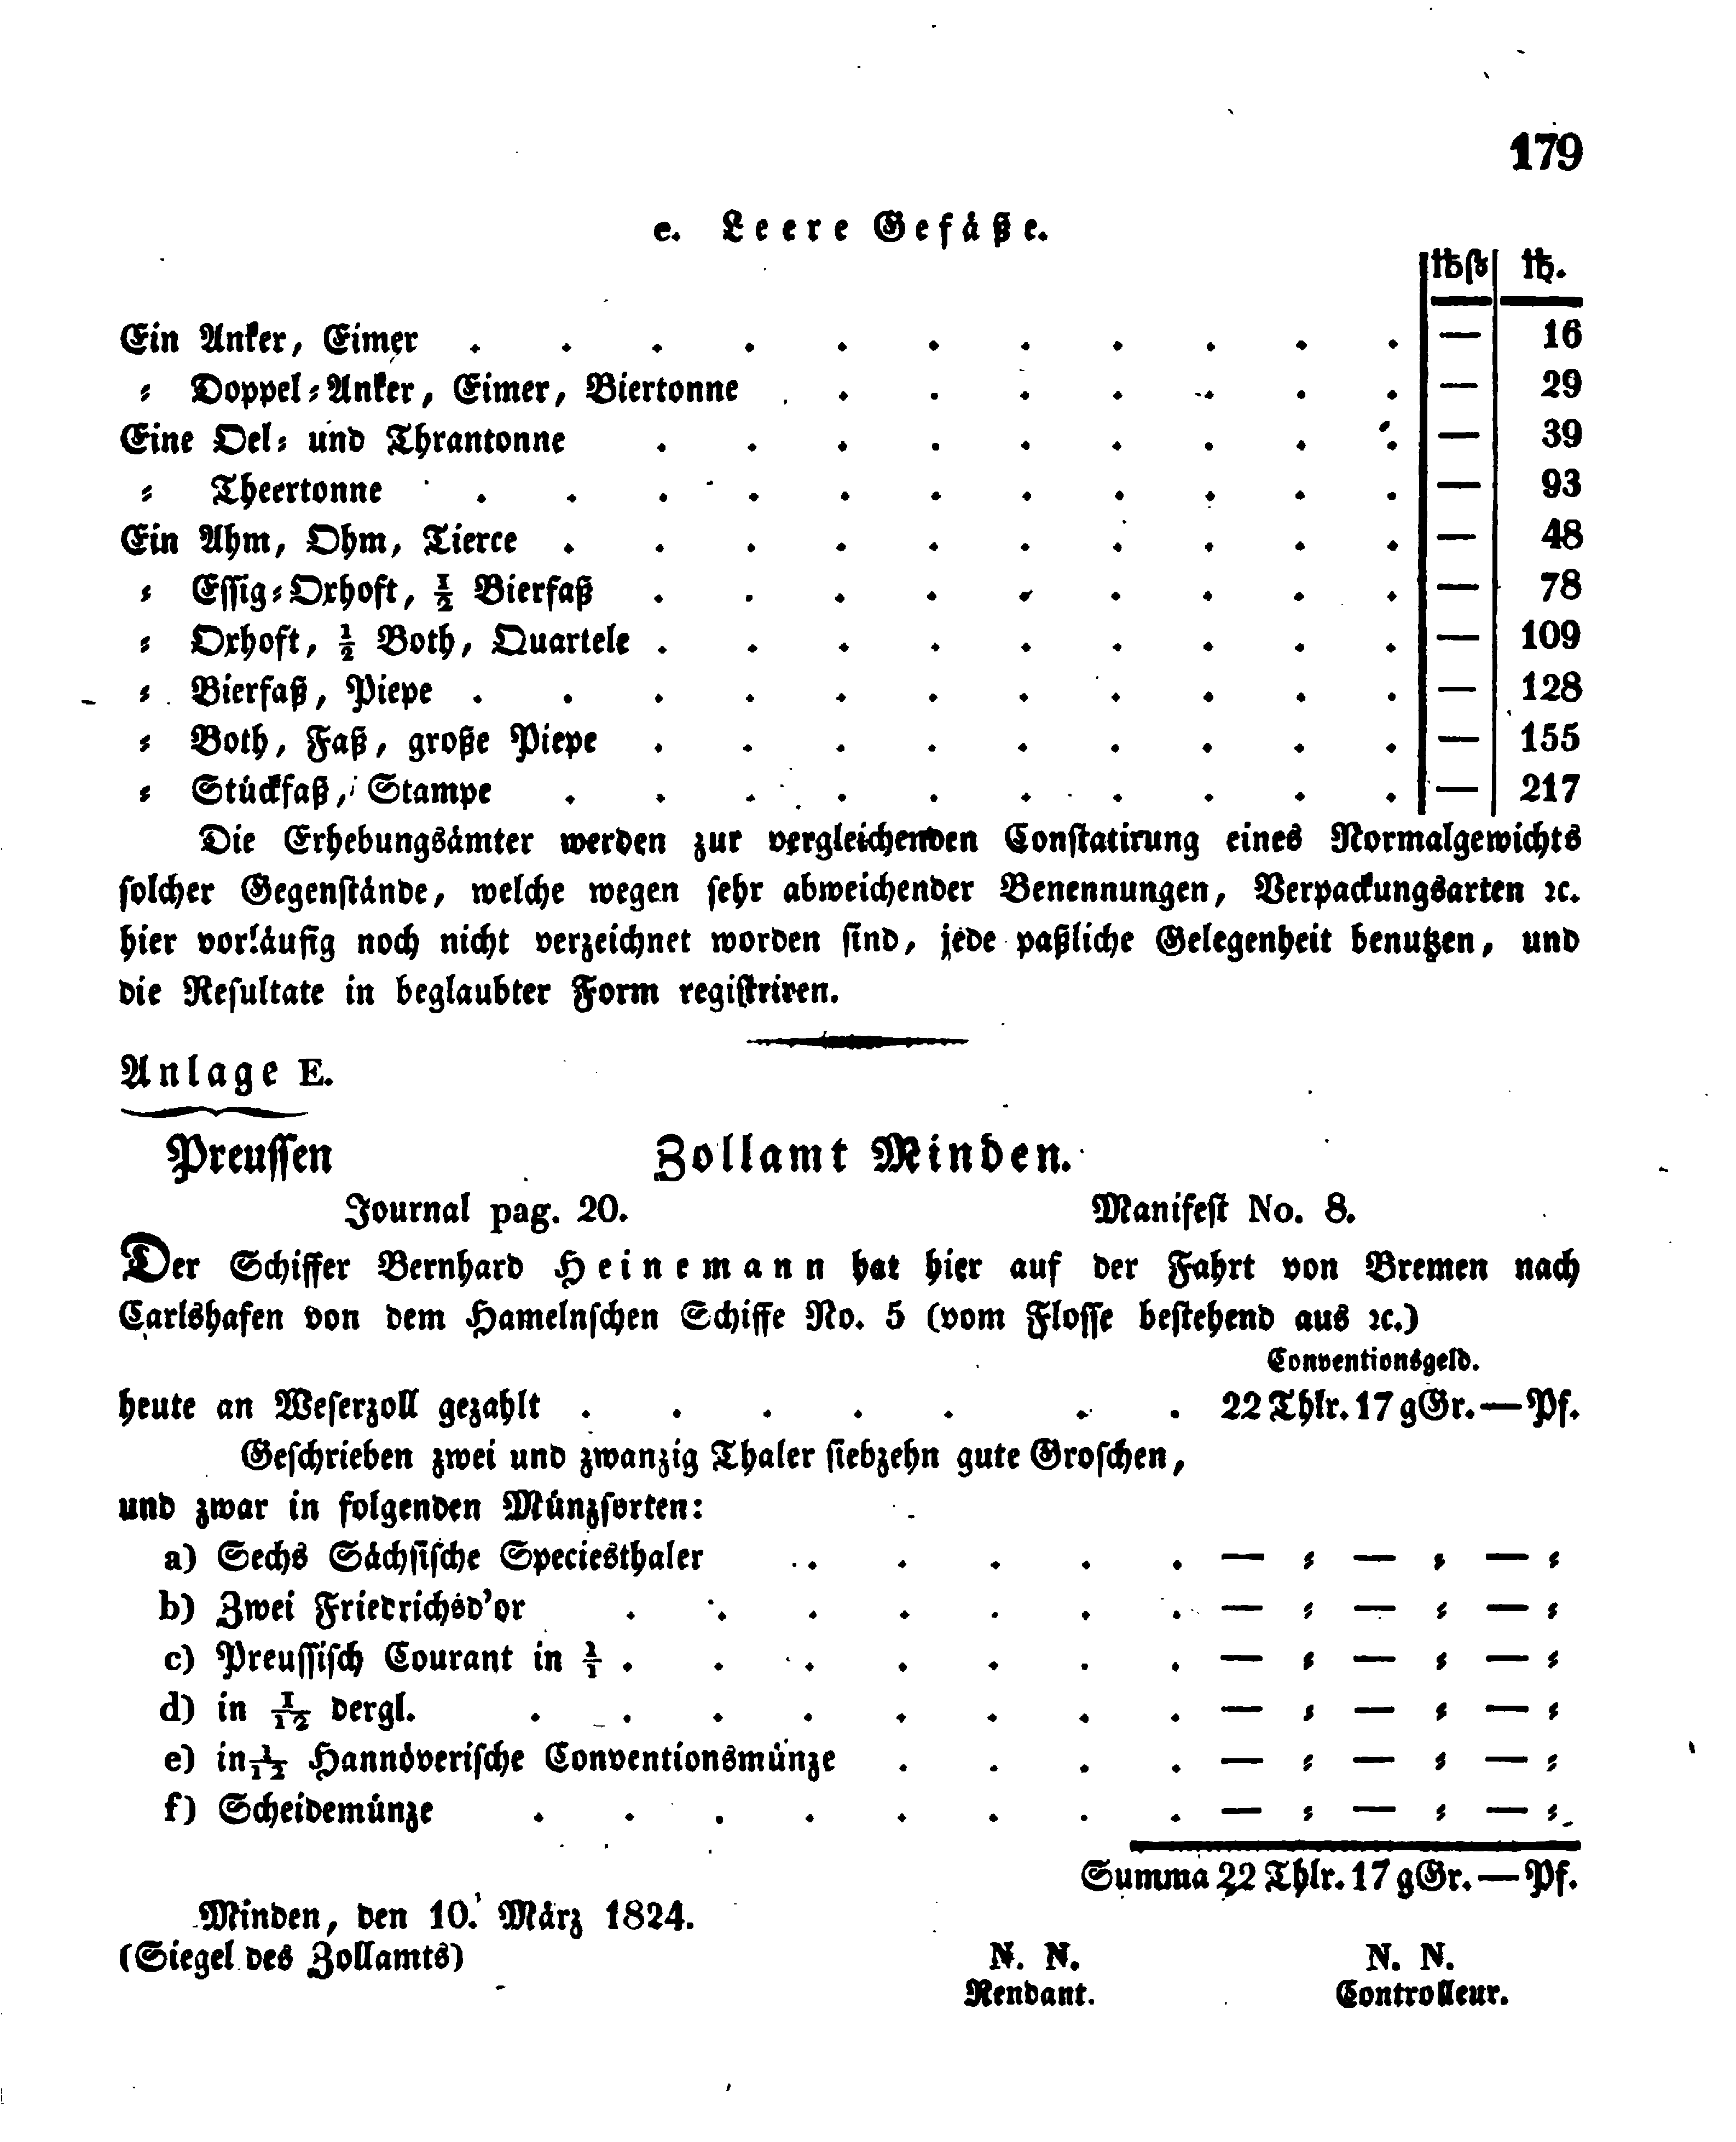 179
e. Leere Gefäße.
℔ß ℔.
Ein Anker, Eimer . . . . . . . . . . . — 16
⸗ Doppel⸗Anker, Eimer, Biertonne . . . . . . . — 29
Eine Oel⸗ und Thrantonne . . . . . . . . . — 39
⸗ Theertonne . . . . . . . . . . . — 93
Ein Ahm, Ohm, Tierce . . . . . . . . . . — 48
⸗ Essig⸗Oxhoft, ½ Bierfaß . . . . . . . . . — 78
⸗ Oxhoft, ½ Both, Quartele . . . . . . . . . — 109
⸗ Bierfaß, Piepe . . . . . . . . . . . — 128
⸗ Both, Faß, große Piepe . . . . . . . . . — 155
⸗ Stückfaß, Stampe . . . . . . . . . . — 217
Die Erhebungsämter werden zur vergleichenden Constatirung eines Normalgewichts
solcher Gegenstände, welche wegen sehr abweichender Benennungen, Verpackungsarten ꝛc.
hier vorläufig noch nicht verzeichnet worden sind, jede paßliche Gelegenheit benutzen, und
die Resultate in beglaubter Form registriren.
Anlage E.
Preussen Zollamt Minden.
Journal pag. 20. Manifest No. 8.
Der Schiffer Bernhard Heinemann hat hier auf der Fahrt von Bremen nach
Carlshafen von dem Hamelnschen Schiffe No. 5 (vom Flosse bestehend aus ꝛc.)
Conventionsgeld.
heute an Weserzoll gezahlt . . . . . . . 22 Thlr. 17 gGr. — Pf.
Geschrieben zwei und zwanzig Thaler siebzehn gute Groschen,
und zwar in folgenden Münzsorten:
a) Sechs Sächsische Speciesthaler . . . . . — ⸗ — ⸗ — ⸗
b) Zwei Friedrichsd'or . . . . . . . — ⸗ — ⸗ — ⸗
c) Preussisch Courant in 1/1 . . . . . . . — ⸗ — ⸗ — ⸗
d) in 1/12 dergl. . . . . . . . . — ⸗ — ⸗ — ⸗
e) in 1/12 Hannöverische Conventionsmünze . . . . — ⸗ — ⸗ — ⸗
f) Scheidemünze . . . . . . . . — ⸗ — ⸗ — ⸗
Summa 22 Thlr. 17 gGr. — Pf.
Minden, den 10. März 1824.
(Siegel des Zollamts) N. N. N. N.
Rendant. Controlleur.